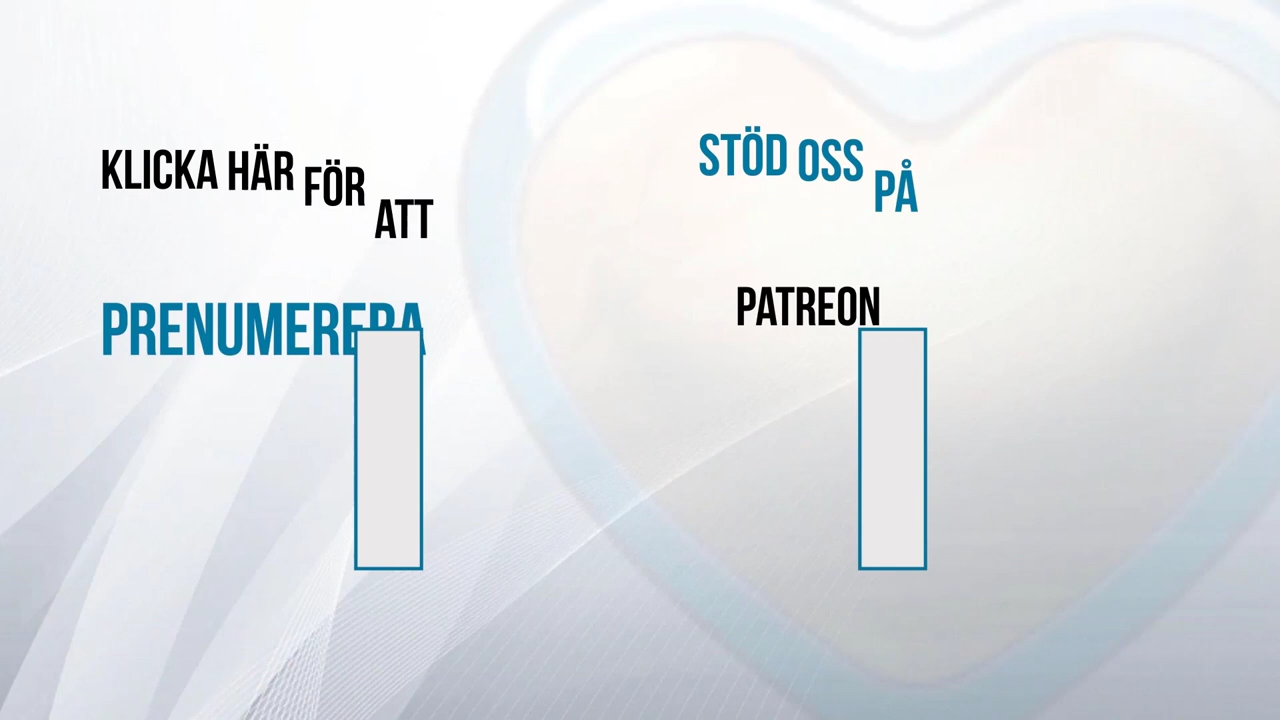 KLICKA HÄR FÖR ATT
PRENUMERERA
STÖD OSS PÅ
PATREON